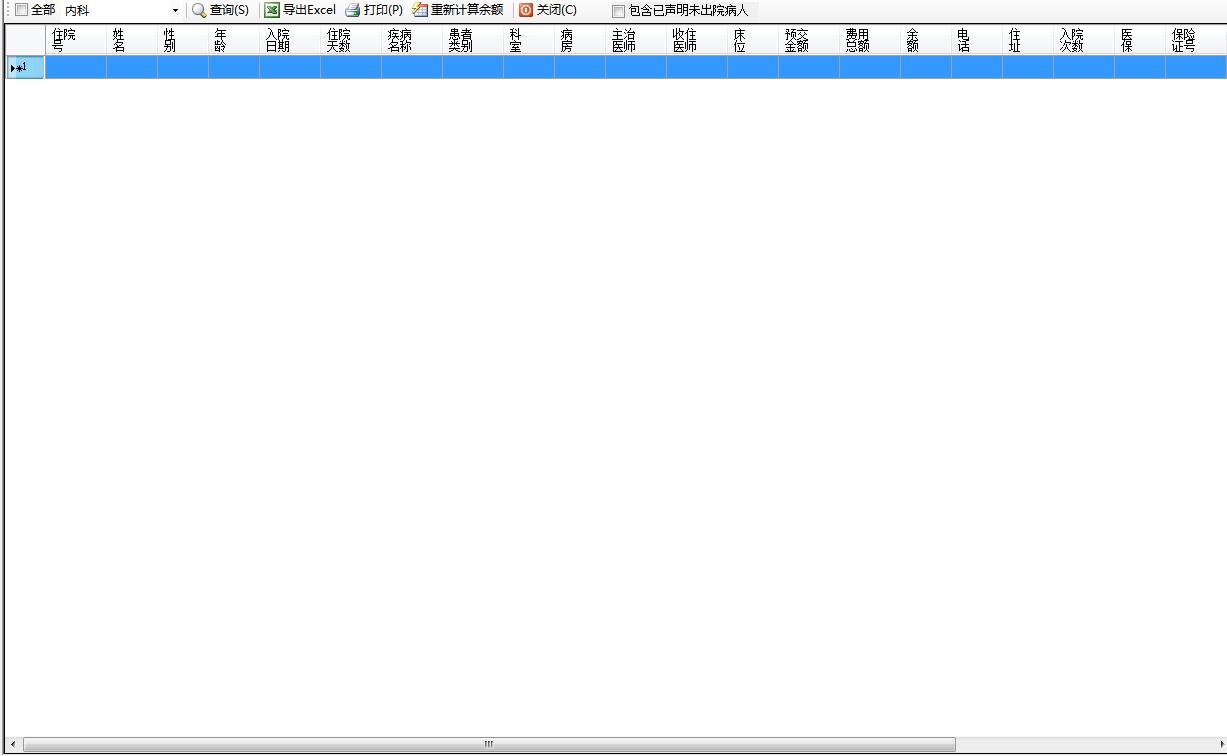 全部 内科 查询(S) 导出Excel 打印(P) 重新计算余额 关闭(C) 包含已声明未出院病人
住院号 姓名 性别 年龄 入院日期 住院天数 疾病名称 患者类别 科室 病房 主治医师 收住医师 床位 预交金额 费用总额 余额 电话 住址 入院次数 医保 保险证号
1